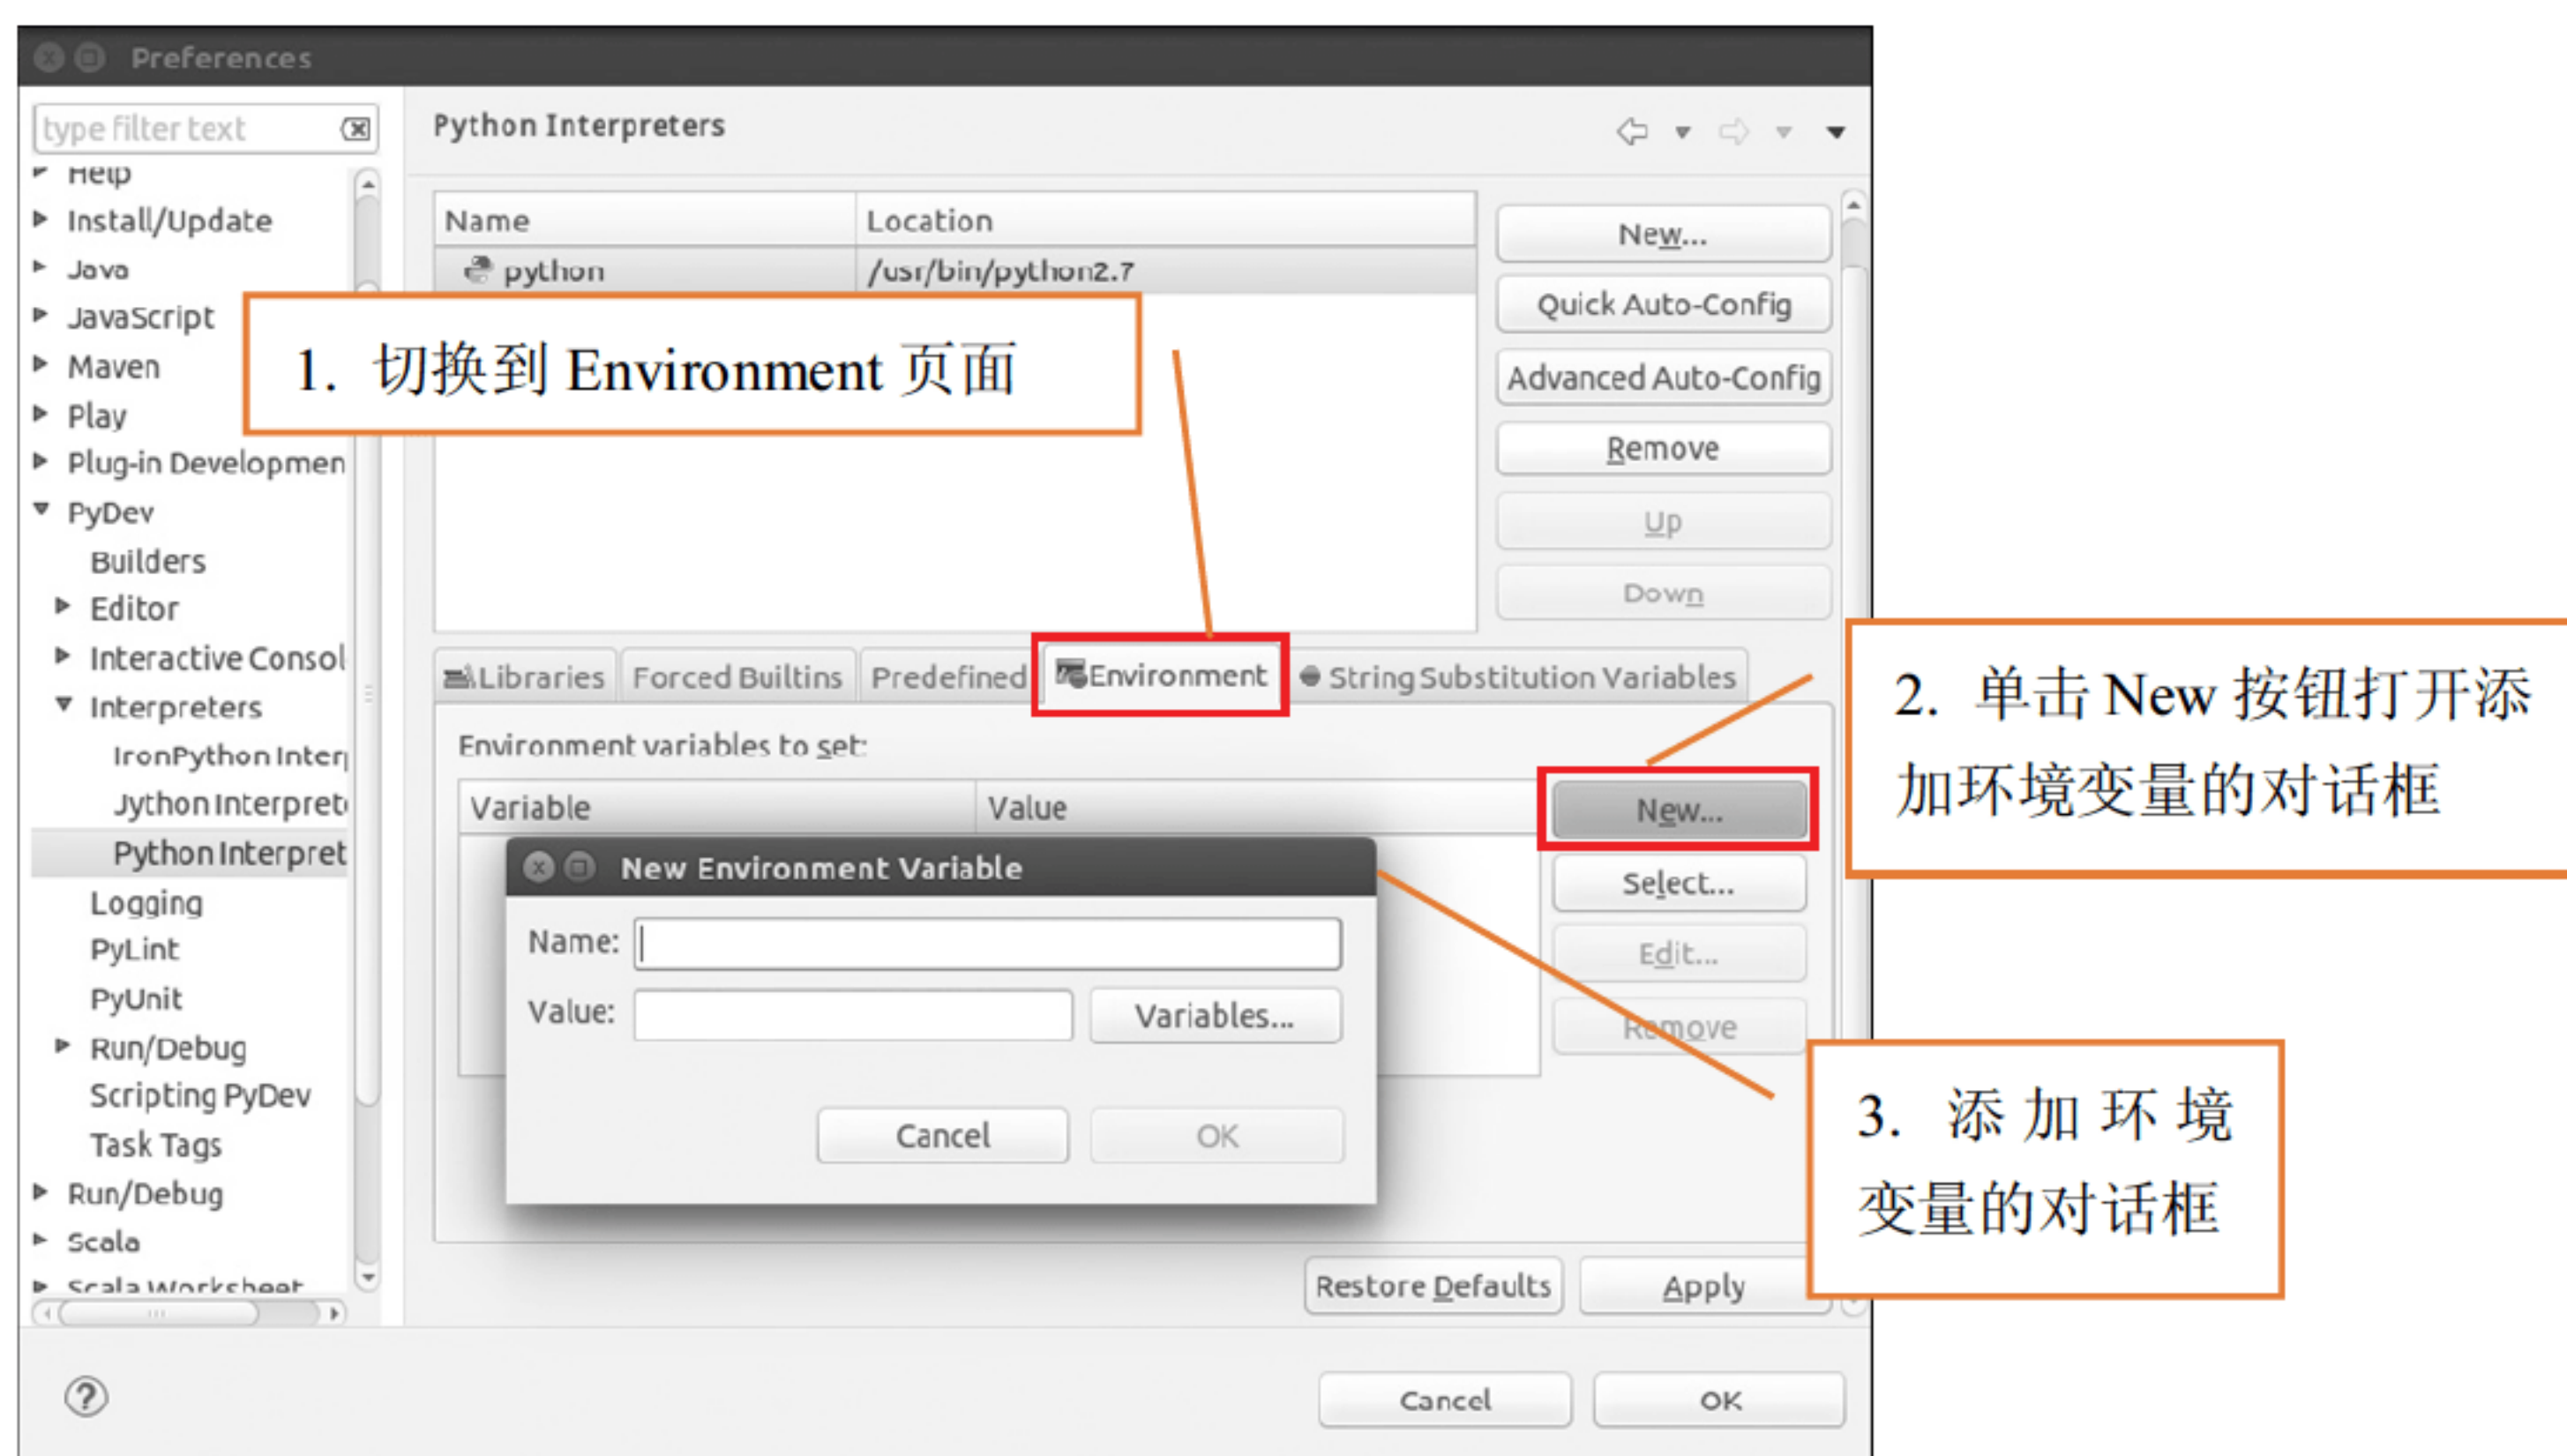 Preferences
type filter text
Help
Install/Update
Java
JavaScript
Maven
Play
Plug-in Developmen
PyDev
Builders
Editor
Interactive Consol
Interpreters
IronPython Inter
Jython Interpret
Python Interpret
Logging
PyLint
PyUnit
Run/Debug
Scripting PyDev
Task Tags
Run/Debug
Scala
Scala Worksheet
Python Interpreters
Name Location
python /usr/bin/python2.7
New...
Quick Auto-Config
Advanced Auto-Config
Remove
Up
Down
1. 切换到 Environment 页面
Libraries Forced Builtins Predefined Environment String Substitution Variables
Environment variables to set:
Variable Value
New...
Select...
Edit...
Remove
New Environment Variable
Name:
Value: Variables...
Cancel OK
2. 单击 New 按钮打开添
加环境变量的对话框
3. 添加环境
变量的对话框
Restore Defaults Apply
Cancel OK